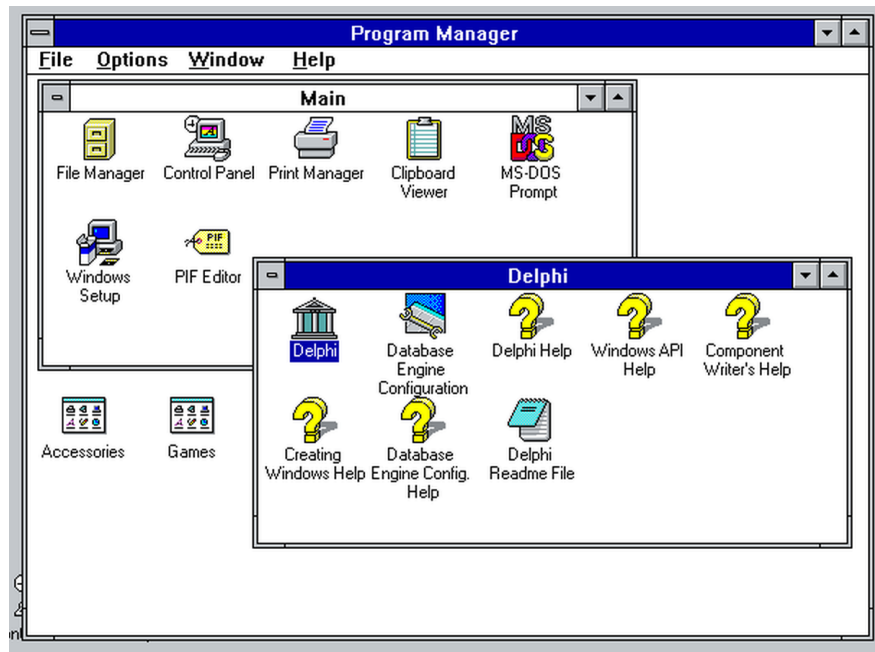 Program Manager
File Options Window Help
Main
File Manager
Control Panel
Print Manager
Clipboard
Viewer
MS-DOS
Prompt
Windows
Setup
PIF
PIF Editor
Delphi
Delphi
Database
Engine
Configuration
Delphi Help
Windows API
Help
Component
Writer's Help
Creating
Windows Help
Database
Engine Config.
Help
Delphi
Readme File
Accessories
Games